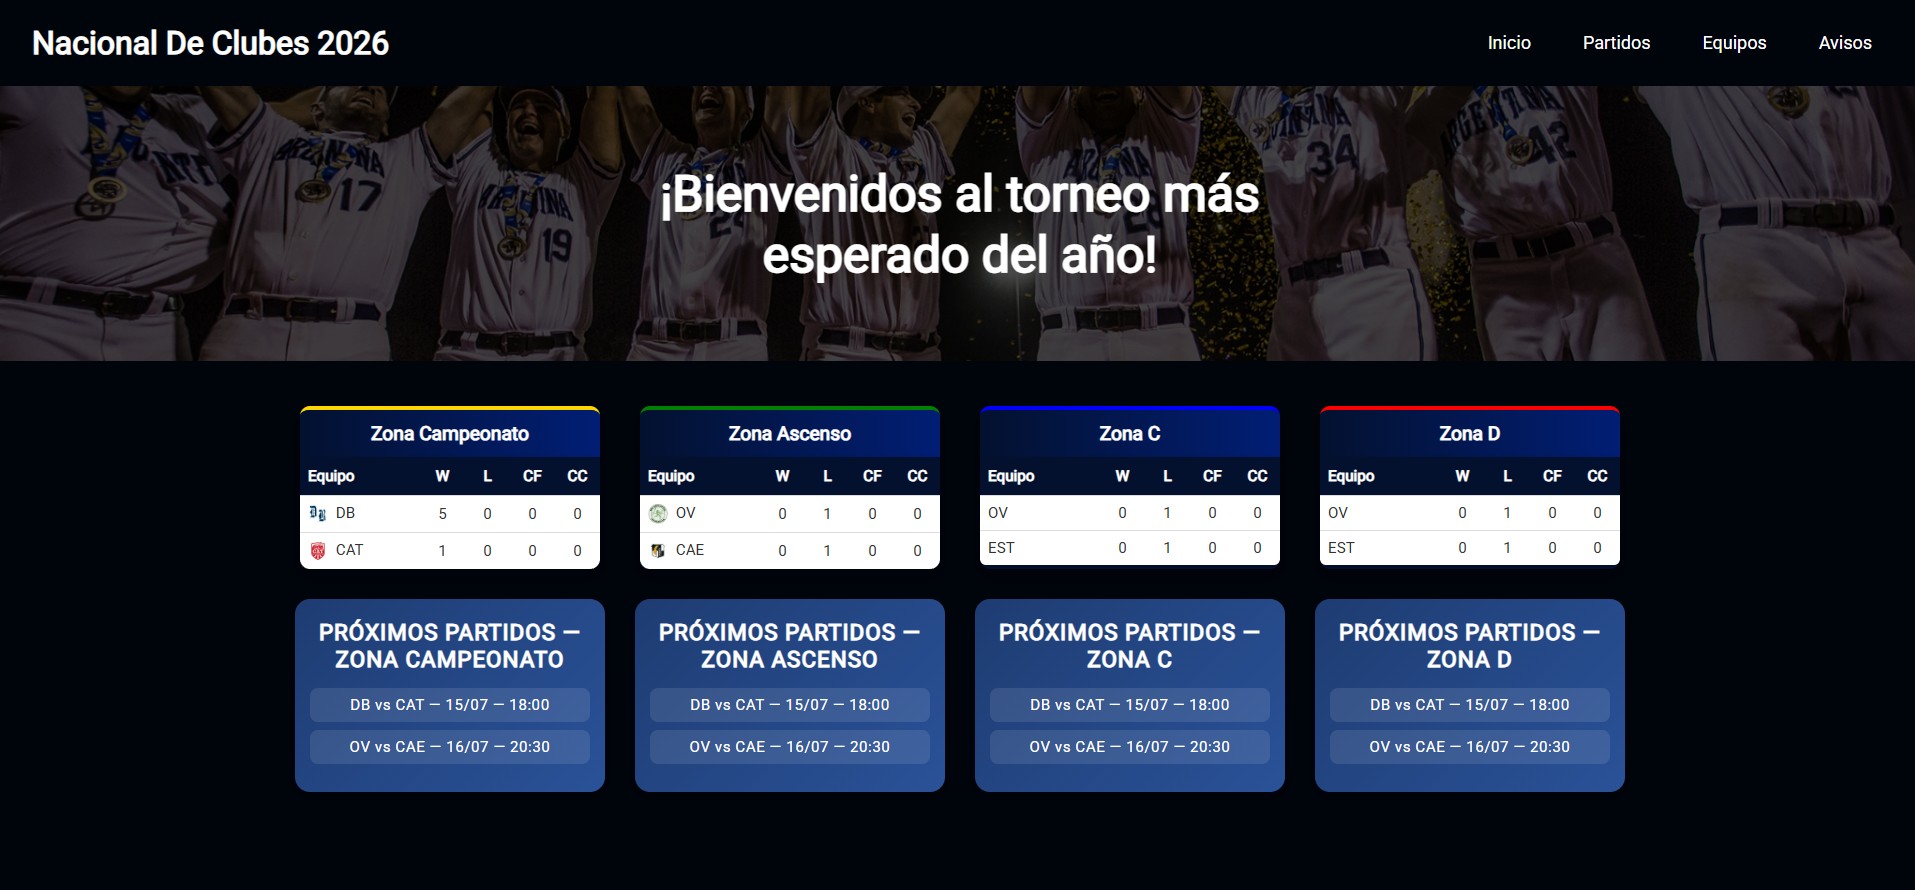 Nacional De Clubes 2026
Inicio Partidos Equipos Avisos
ARGENTINA
42
34
17
19
¡Bienvenidos al torneo más
esperado del año!
Zona Campeonato
Equipo W L CF CC
DB 5 0 0 0
CAT 1 0 0 0
Zona Ascenso
Equipo W L CF CC
OV 0 1 0 0
CAE 0 1 0 0
Zona C
Equipo W L CF CC
OV 0 1 0 0
EST 0 1 0 0
Zona D
Equipo W L CF CC
OV 0 1 0 0
EST 0 1 0 0
PRÓXIMOS PARTIDOS —
ZONA CAMPEONATO
DB vs CAT — 15/07 — 18:00
OV vs CAE — 16/07 — 20:30
PRÓXIMOS PARTIDOS —
ZONA ASCENSO
DB vs CAT — 15/07 — 18:00
OV vs CAE — 16/07 — 20:30
PRÓXIMOS PARTIDOS —
ZONA C
DB vs CAT — 15/07 — 18:00
OV vs CAE — 16/07 — 20:30
PRÓXIMOS PARTIDOS —
ZONA D
DB vs CAT — 15/07 — 18:00
OV vs CAE — 16/07 — 20:30